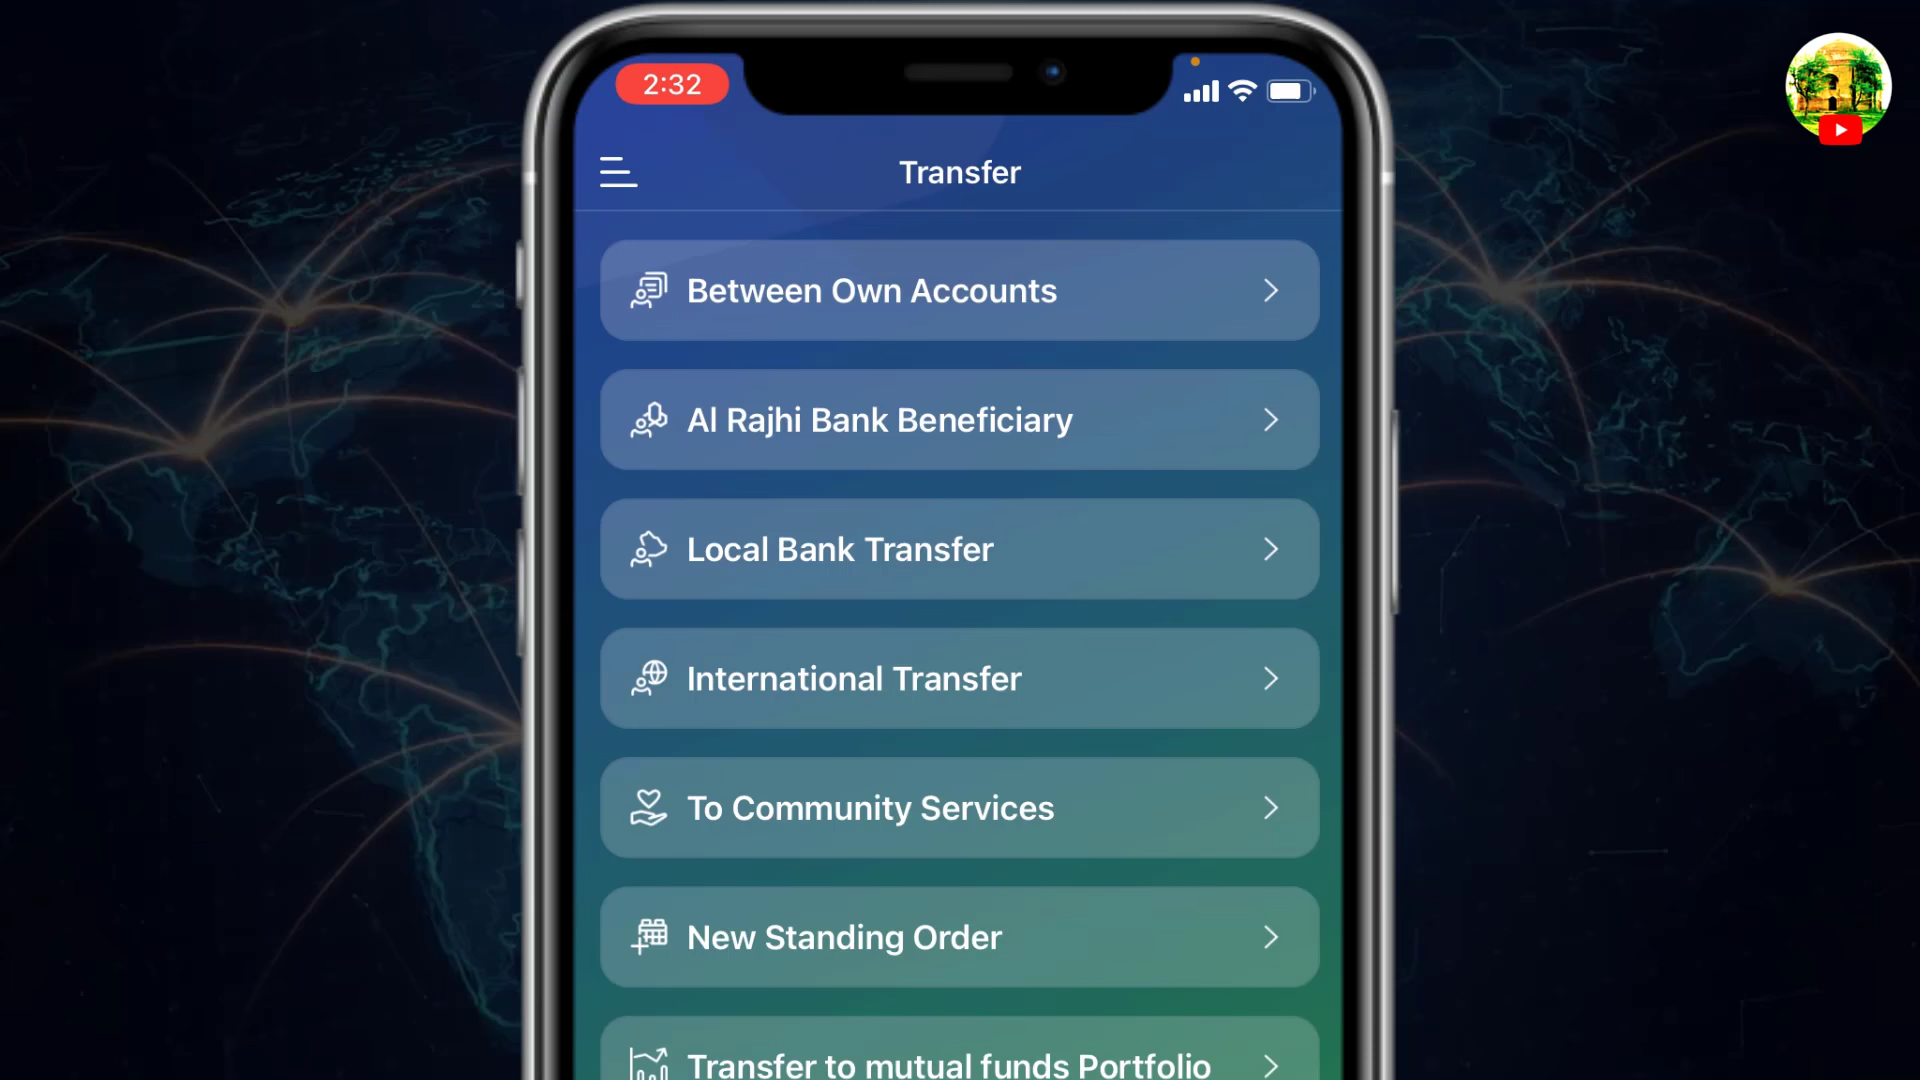 2:32
Transfer
Between Own Accounts
Al Rajhi Bank Beneficiary
Local Bank Transfer
International Transfer
To Community Services
New Standing Order
Transfer to mutual funds Portfolio